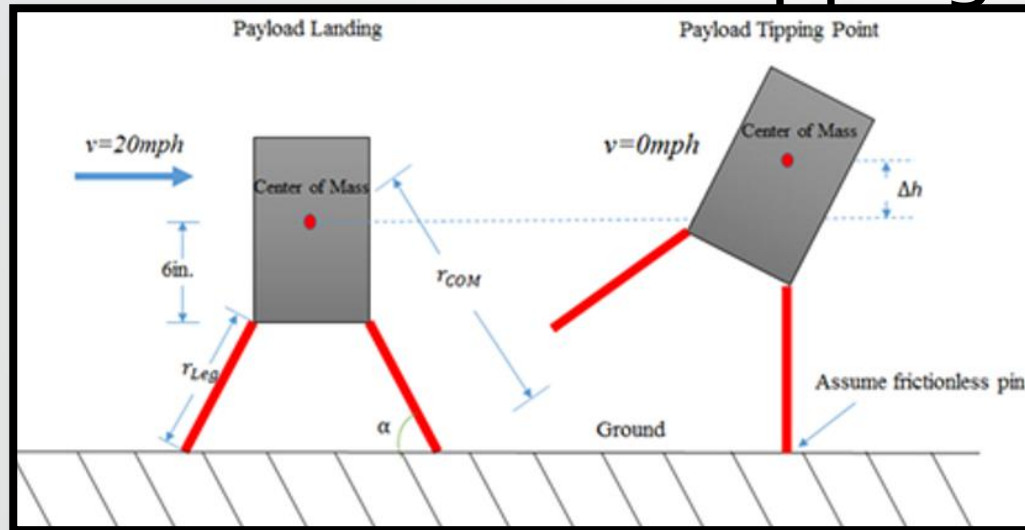 Payload Landing
Payload Tipping Point
v=20mph
Center of Mass
6in.
r_Leg
α
r_COM
v=0mph
Center of Mass
Δh
Assume frictionless pin
Ground